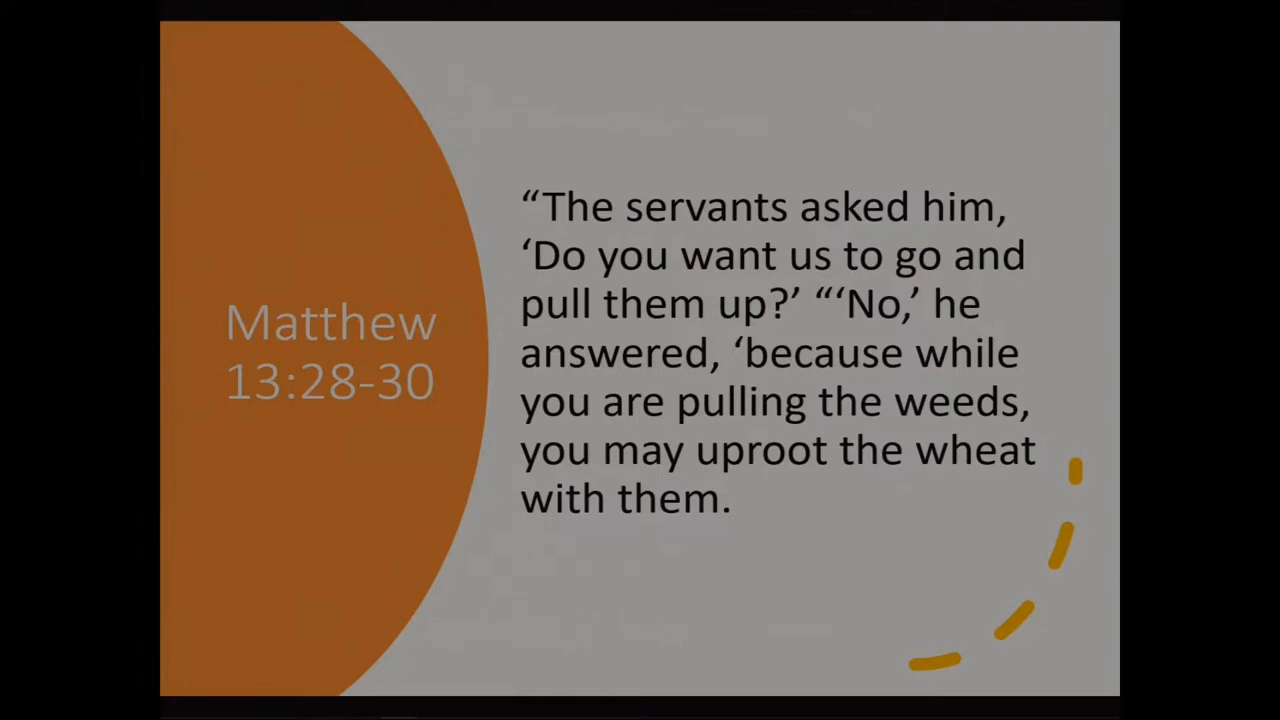 Matthew
13:28-30
“The servants asked him,
‘Do you want us to go and
pull them up?’ “‘No,’ he
answered, ‘because while
you are pulling the weeds,
you may uproot the wheat
with them.